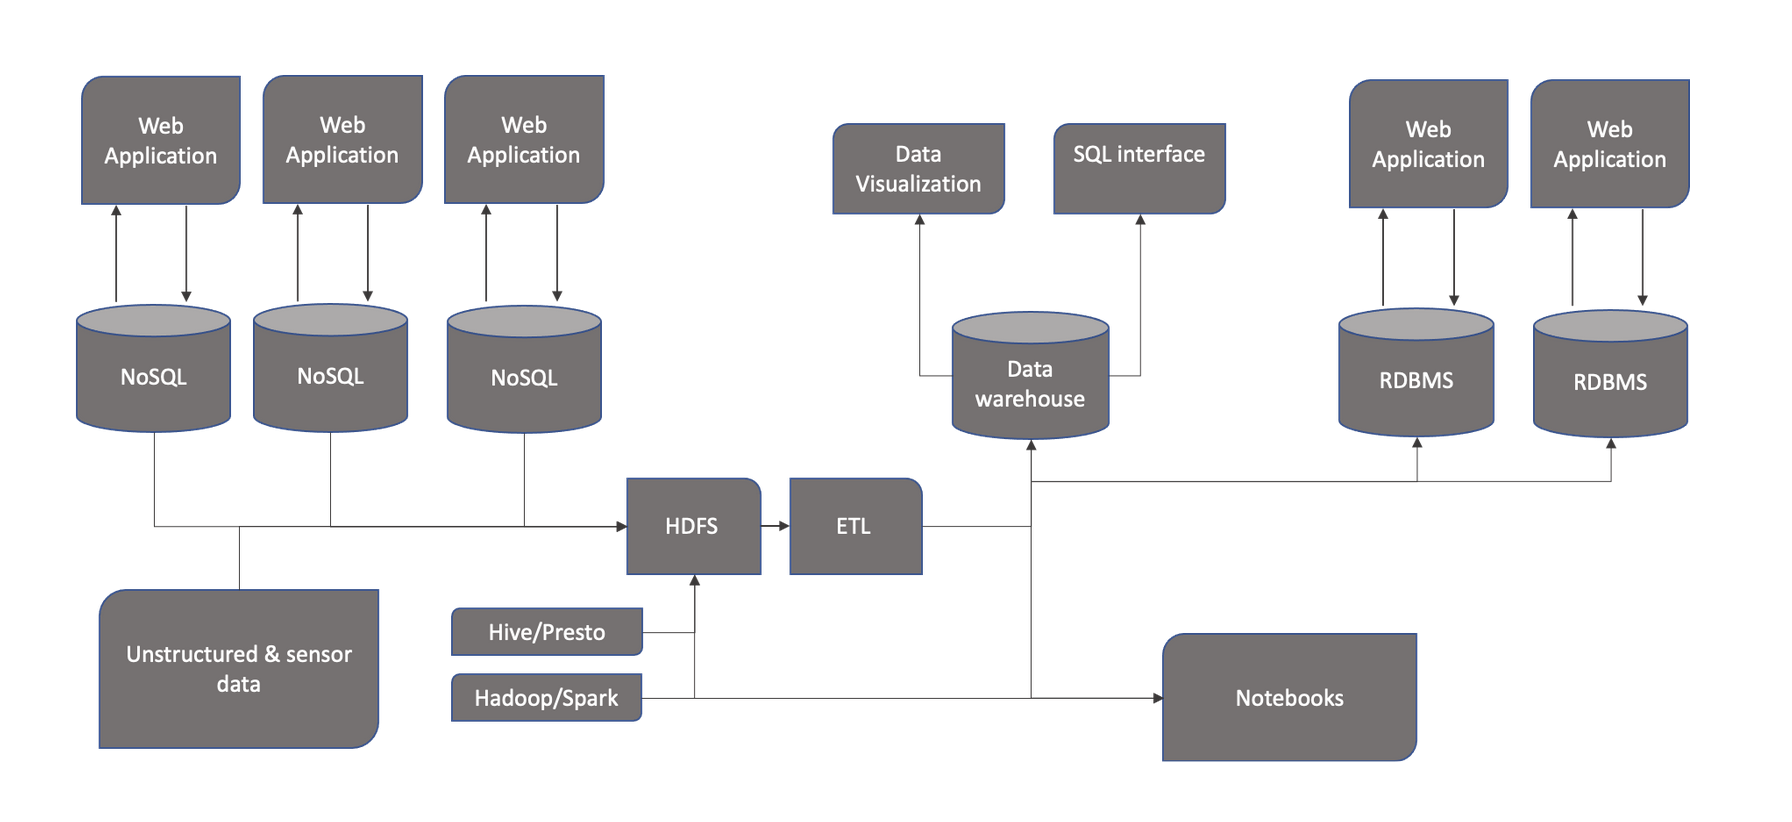 Web
Application
Web
Application
Web
Application
Data
Visualization
SQL interface
Web
Application
Web
Application
NoSQL
NoSQL
NoSQL
Data
warehouse
RDBMS
RDBMS
HDFS
ETL
Hive/Presto
Unstructured & sensor
data
Hadoop/Spark
Notebooks